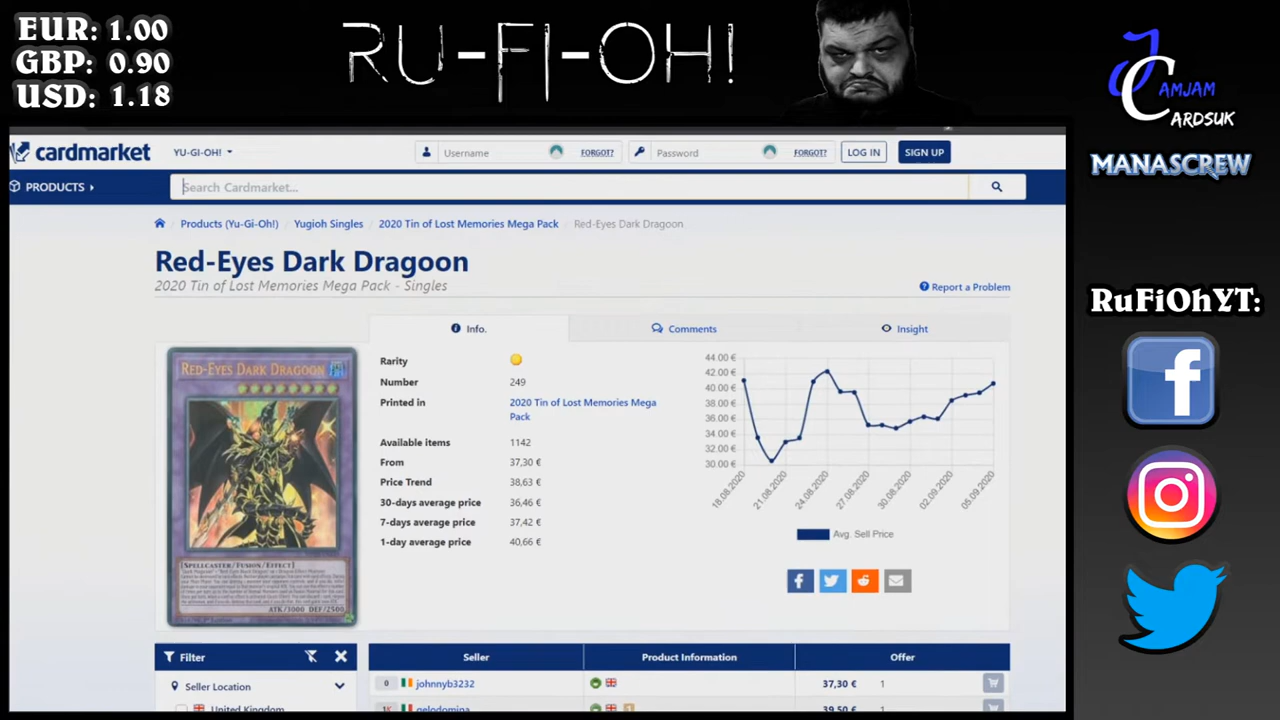 EUR: 1.00
GBP: 0.90
USD: 1.18
RU-FI-OH!
JAMJAM
CARDSUK
MANASCREW
RuFiOhYT:
cardmarket
YU-GI-OH!
Username
FORGOT?
Password
FORGOT?
LOG IN
SIGN UP
PRODUCTS
Search Cardmarket...
Products (Yu-Gi-Oh!) / Yugioh Singles / 2020 Tin of Lost Memories Mega Pack / Red-Eyes Dark Dragoon
Red-Eyes Dark Dragoon
2020 Tin of Lost Memories Mega Pack - Singles
Report a Problem
Info.
Comments
Insight
RED-EYES DARK DRAGOON
[SPELLCASTER/FUSION/EFFECT]
ATK/3000 DEF/2500
Rarity
Number 249
Printed in 2020 Tin of Lost Memories Mega
Pack
Available items 1142
From 37,30 €
Price Trend 38,63 €
30-days average price 36,46 €
7-days average price 37,42 €
1-day average price 40,66 €
44.00 €
42.00 €
40.00 €
38.00 €
36.00 €
34.00 €
32.00 €
30.00 €
18.08.2020
21.08.2020
24.08.2020
27.08.2020
30.08.2020
02.09.2020
05.09.2020
Avg. Sell Price
Filter
Seller Location
United Kingdom
Seller
Product Information
Offer
0 johnnyb3232 37,30 € 1
gelodomina 39,50 € 1